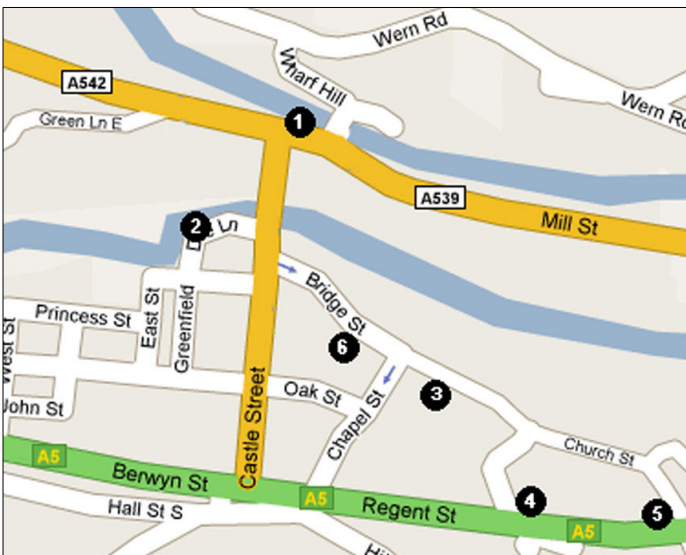 Wern Rd
Wharf Hill
A542
Wern Rd
Green Ln E
1
A539
Mill St
2
Ln
Bridge St
Princess St
East St
Greenfield
West St
6
3
Oak St
Chapel St
John St
Castle Street
Church St
A5
Berwyn St
A5
Regent St
4
A5
5
Hall St S